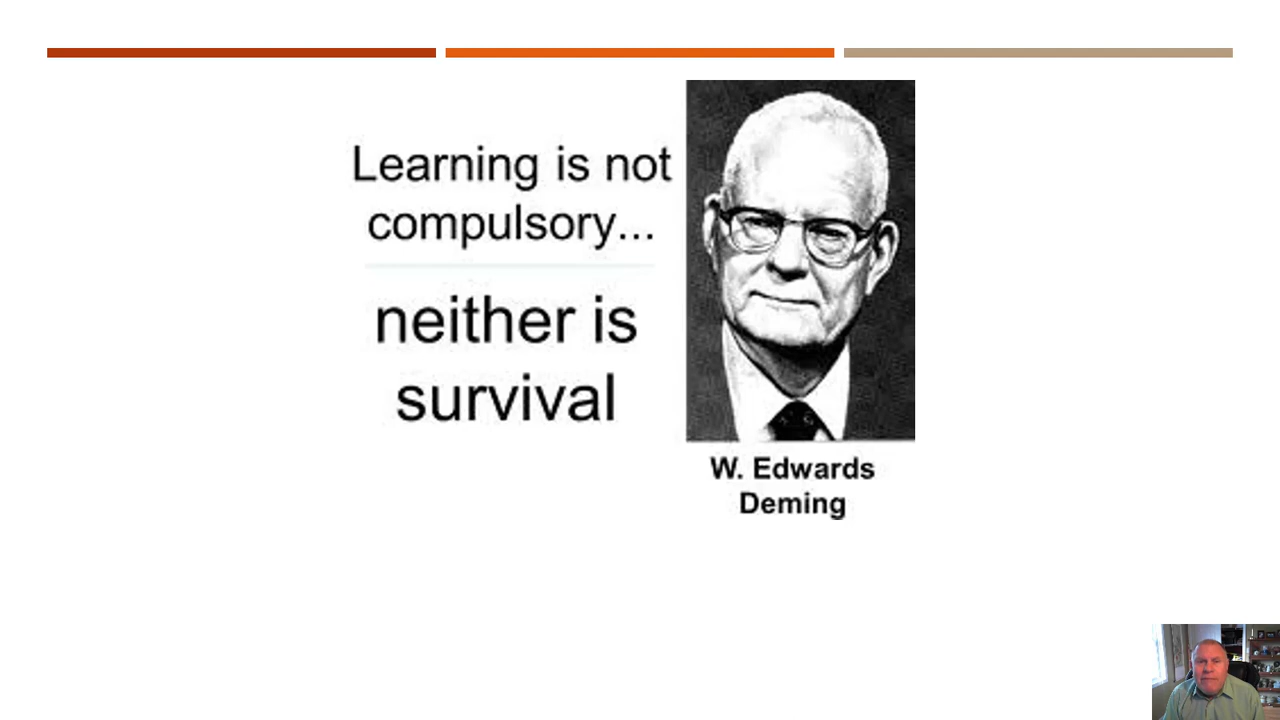 Learning is not
compulsory...
neither is
survival
W. Edwards
Deming